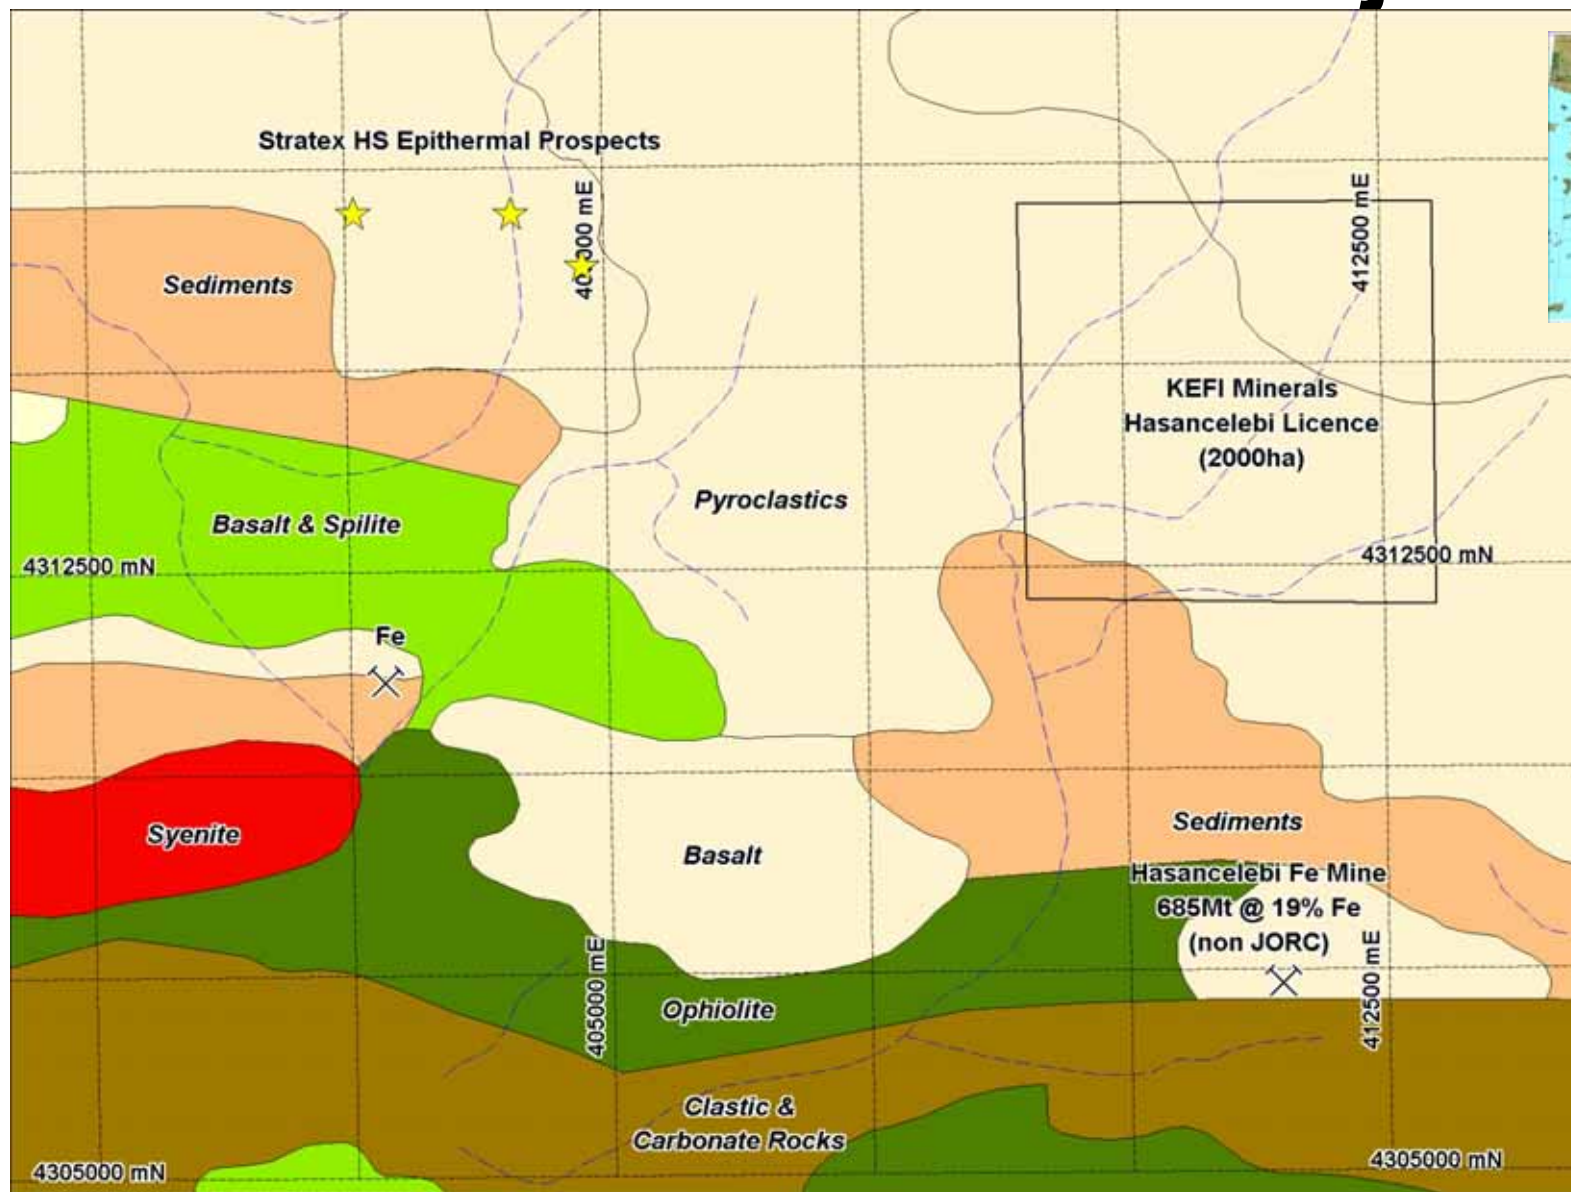 Stratex HS Epithermal Prospects
mE
412500 mE
Sediments
KEFI Minerals
Hasancelebi Licence
(2000ha)
Pyroclastics
Basalt & Spilite
4312500 mN
4312500 mN
Fe
Sediments
Syenite
Basalt
Hasancelebi Fe Mine
685Mt @ 19% Fe
(non JORC)
405000 mE
412500 mE
Ophiolite
Clastic &
Carbonate Rocks
4305000 mN
4305000 mN